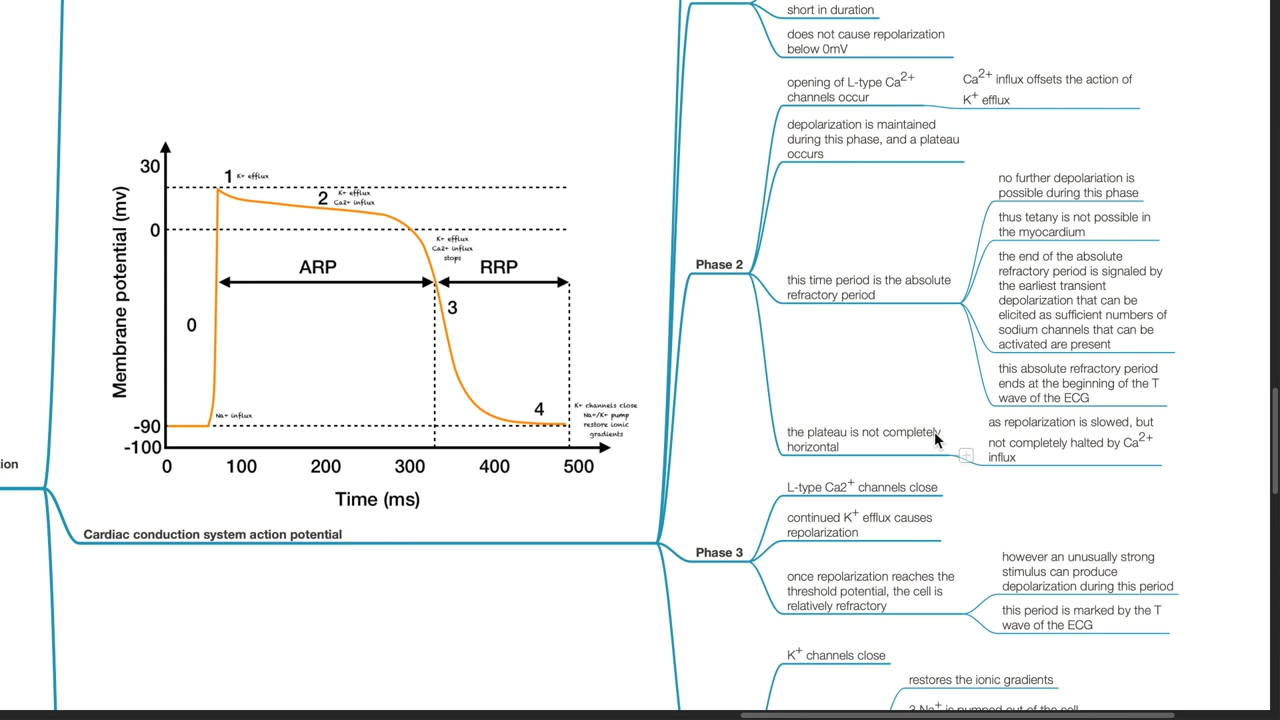 short in duration
does not cause repolarization
below 0mV
opening of L-type Ca2+
channels occur
Ca2+ influx offsets the action of
K+ efflux
depolarization is maintained
during this phase, and a plateau
occurs
Phase 2
this time period is the absolute
refractory period
no further depolariation is
possible during this phase
thus tetany is not possible in
the myocardium
the end of the absolute
refractory period is signaled by
the earliest transient
depolarization that can be
elicited as sufficient numbers of
sodium channels that can be
activated are present
this absolute refractory period
ends at the beginning of the T
wave of the ECG
the plateau is not completely
horizontal
as repolarization is slowed, but
not completely halted by Ca2+
influx
Membrane potential (mv)
30
0
-90
-100
1 K+ efflux
2 K+ efflux
Ca2+ influx
K+ efflux
Ca2+ influx
stops
ARP
RRP
0
3
4
Na+ influx
K+ channels close
Na+/K+ pump
restore ionic
gradients
0 100 200 300 400 500
Time (ms)
tion
Cardiac conduction system action potential
Phase 3
L-type Ca2+ channels close
continued K+ efflux causes
repolarization
once repolarization reaches the
threshold potential, the cell is
relatively refractory
however an unusually strong
stimulus can produce
depolarization during this period
this period is marked by the T
wave of the ECG
K+ channels close
restores the ionic gradients
3 Na+ is pumped out of the cell